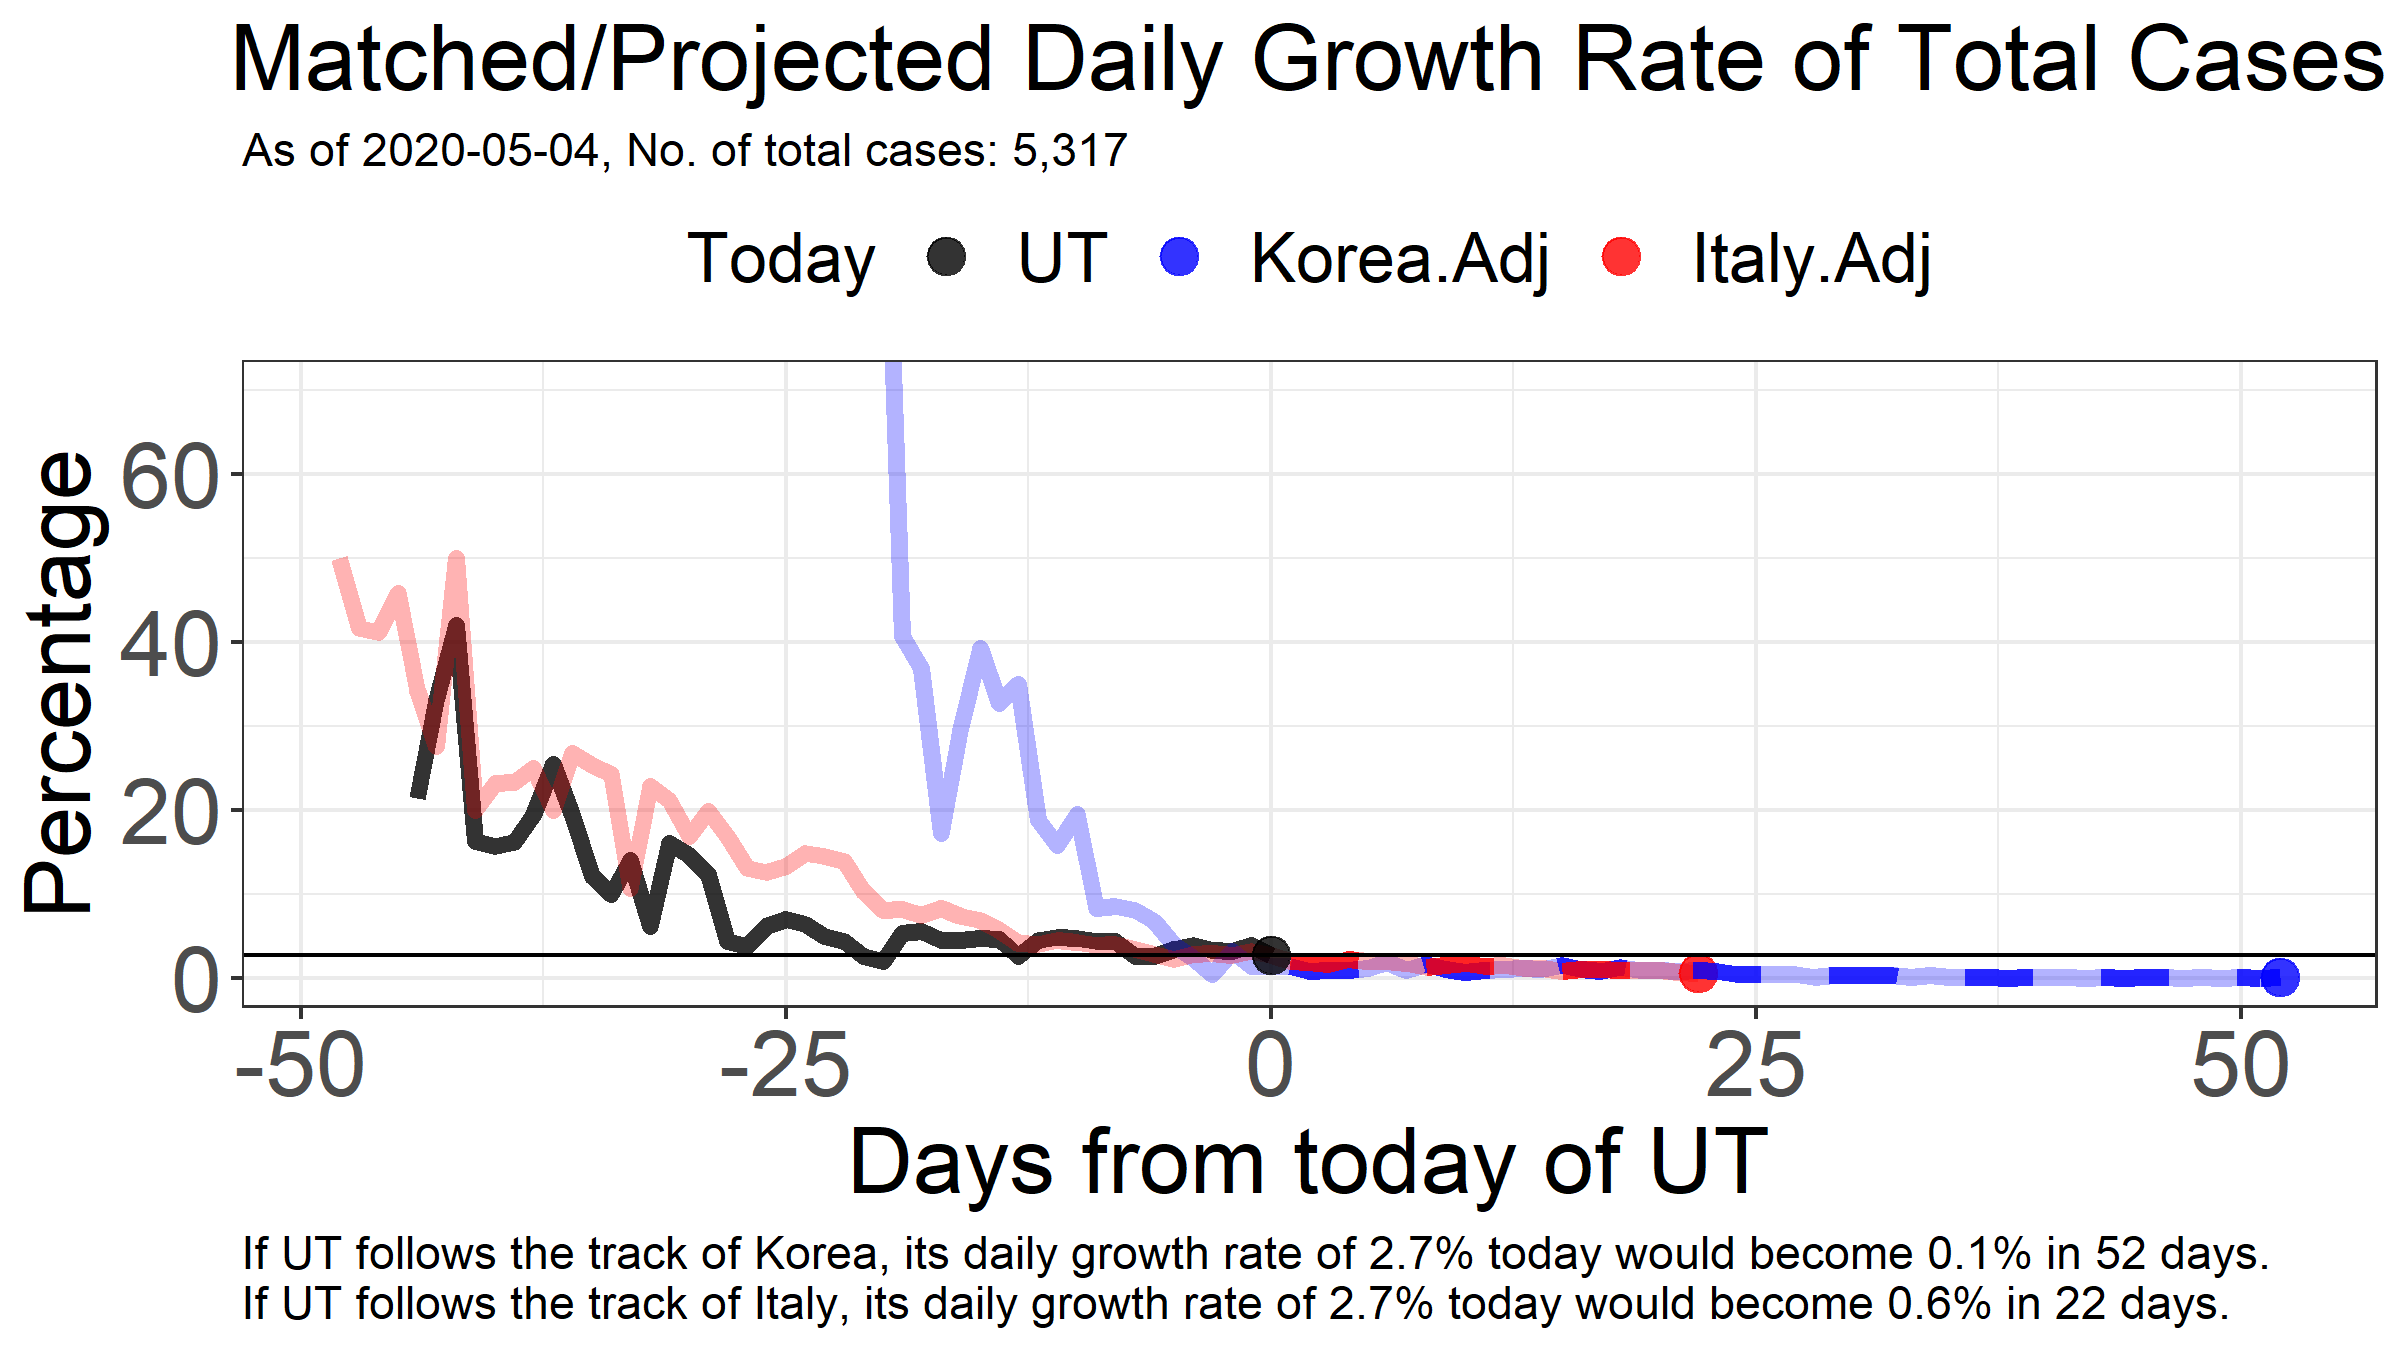 Matched/Projected Daily Growth Rate of Total Cases
As of 2020-05-04, No. of total cases: 5,317
Today UT Korea.Adj Italy.Adj
Percentage
60
40
20
0
-50 -25 0 25 50
Days from today of UT
If UT follows the track of Korea, its daily growth rate of 2.7% today would become 0.1% in 52 days.
If UT follows the track of Italy, its daily growth rate of 2.7% today would become 0.6% in 22 days.